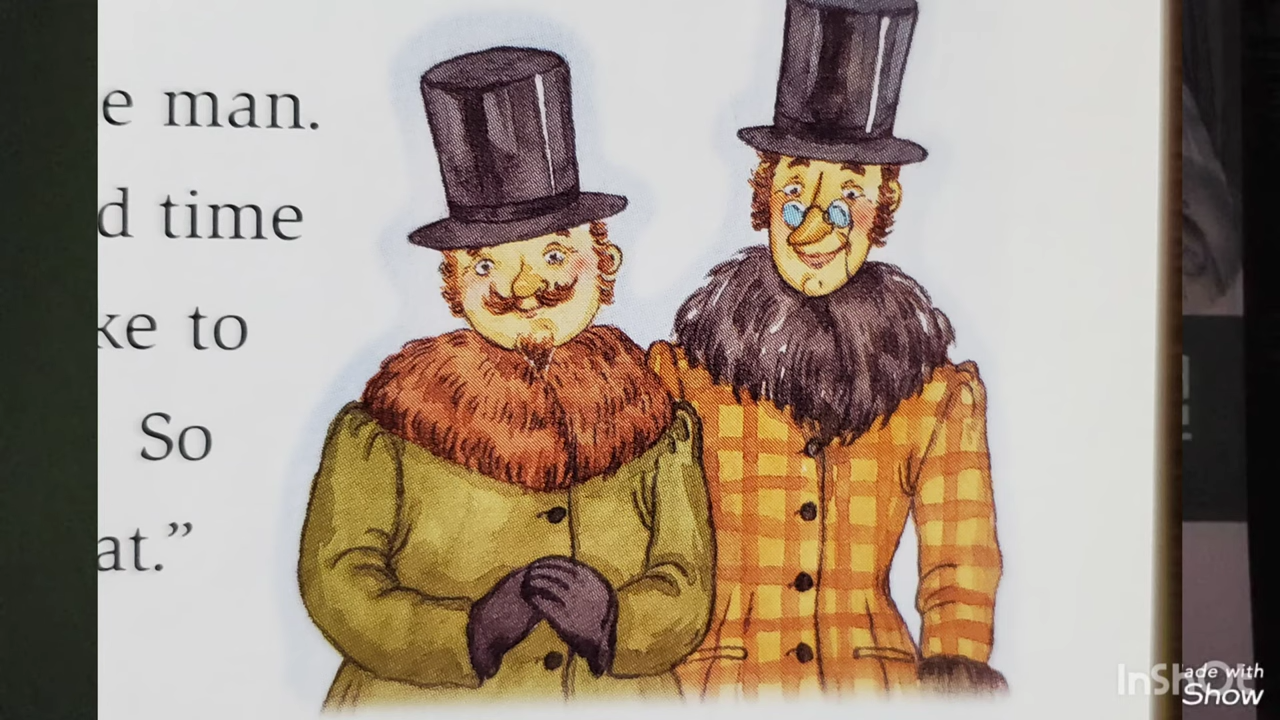 e man.
d time
ke to
So
at.”
InShOt
ade with
Show